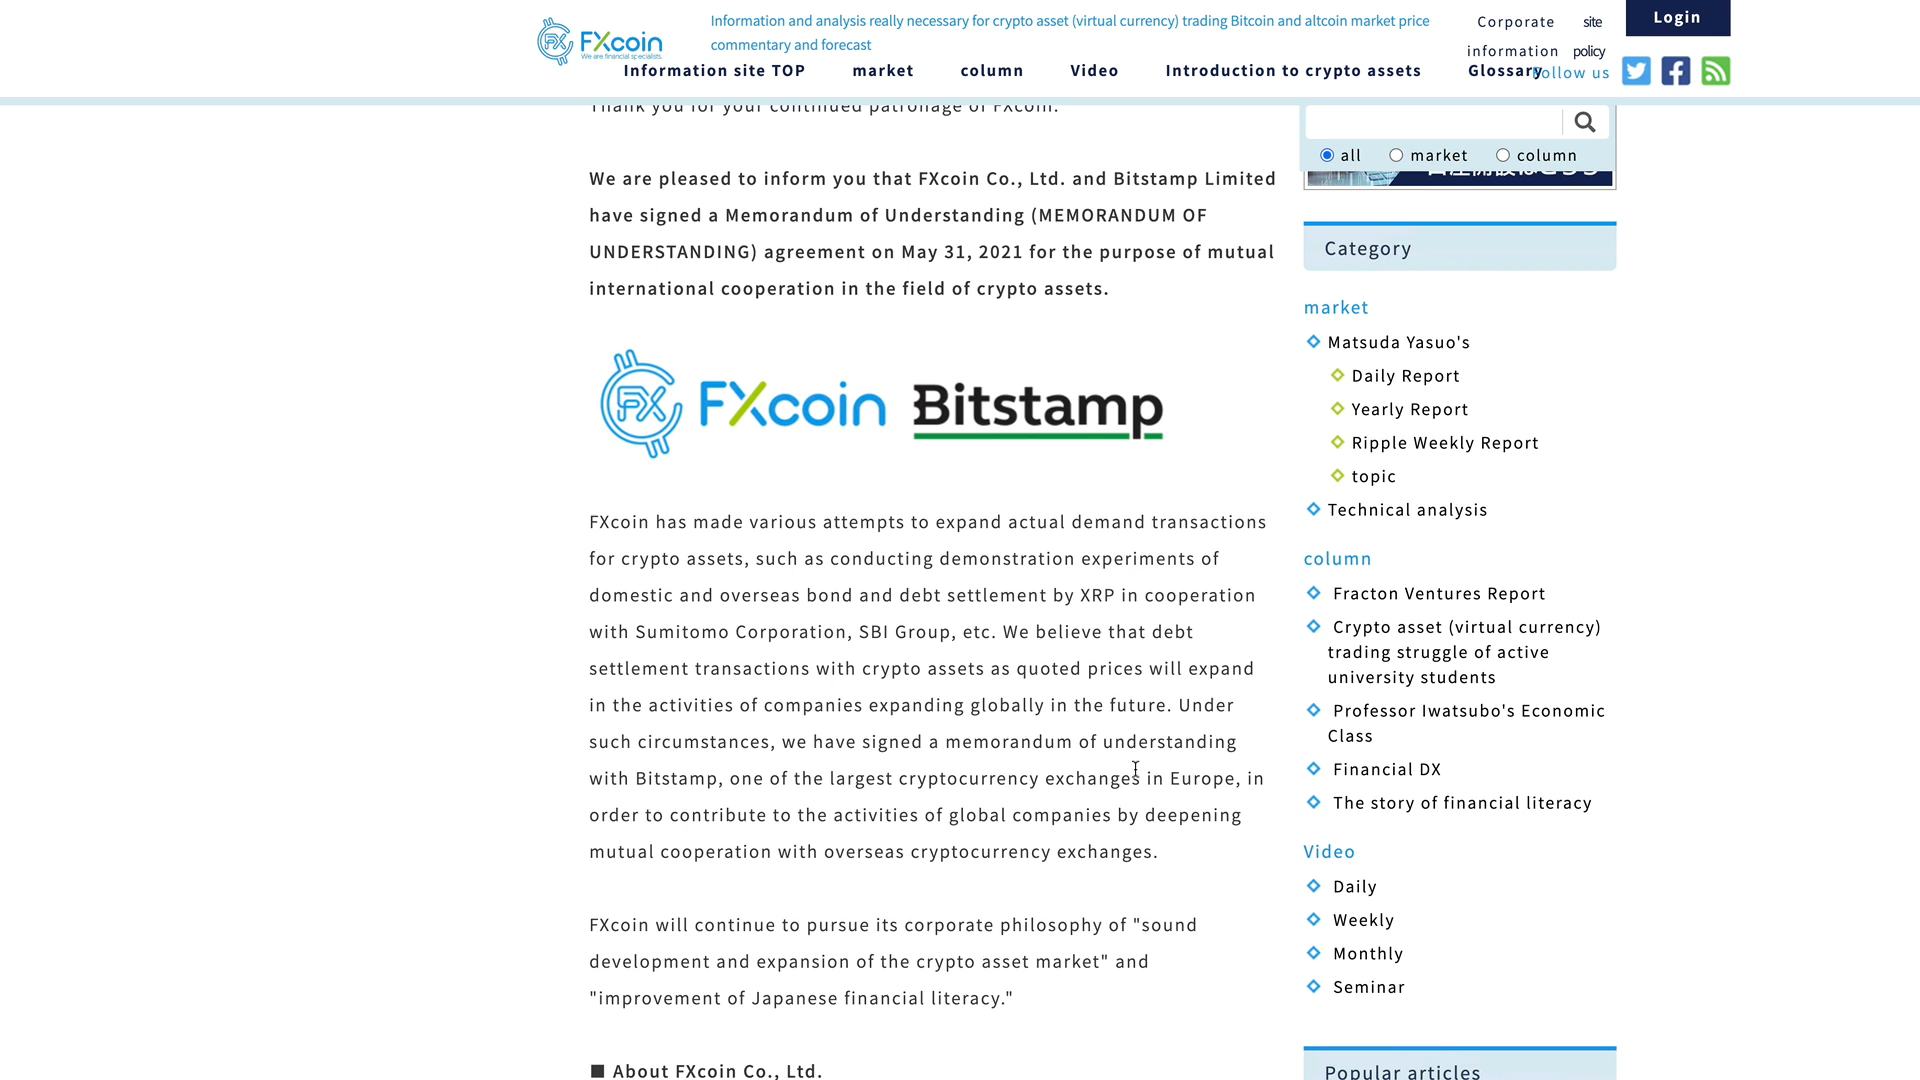 FXcoin
We are financial specialists.
Information and analysis really necessary for crypto asset (virtual currency) trading Bitcoin and altcoin market price
commentary and forecast
Corporate
information
site
policy
Login
Information site TOP
market
column
Video
Introduction to crypto assets
Glossary
Follow us
Thank you for your continued patronage of FXcoin.
We are pleased to inform you that FXcoin Co., Ltd. and Bitstamp Limited
have signed a Memorandum of Understanding (MEMORANDUM OF
UNDERSTANDING) agreement on May 31, 2021 for the purpose of mutual
international cooperation in the field of crypto assets.
FX
FXcoin
Bitstamp
FXcoin has made various attempts to expand actual demand transactions
for crypto assets, such as conducting demonstration experiments of
domestic and overseas bond and debt settlement by XRP in cooperation
with Sumitomo Corporation, SBI Group, etc. We believe that debt
settlement transactions with crypto assets as quoted prices will expand
in the activities of companies expanding globally in the future. Under
such circumstances, we have signed a memorandum of understanding
with Bitstamp, one of the largest cryptocurrency exchanges in Europe, in
order to contribute to the activities of global companies by deepening
mutual cooperation with overseas cryptocurrency exchanges.
FXcoin will continue to pursue its corporate philosophy of "sound
development and expansion of the crypto asset market" and
"improvement of Japanese financial literacy."
■ About FXcoin Co., Ltd.
all
market
column
Category
market
Matsuda Yasuo's
Daily Report
Yearly Report
Ripple Weekly Report
topic
Technical analysis
column
Fracton Ventures Report
Crypto asset (virtual currency)
trading struggle of active
university students
Professor Iwatsubo's Economic
Class
Financial DX
The story of financial literacy
Video
Daily
Weekly
Monthly
Seminar
Popular articles